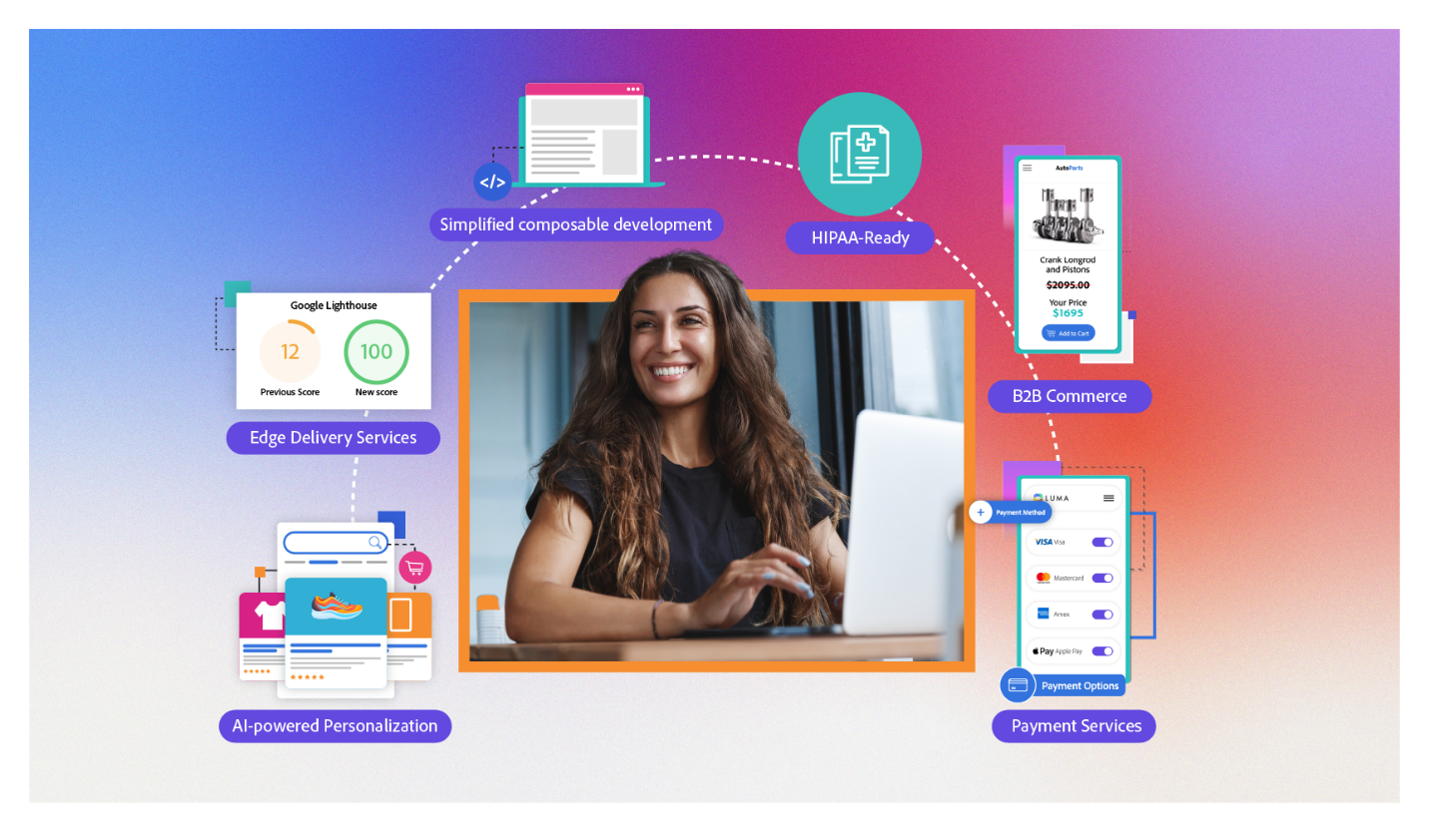 </>
Simplified composable development
HIPAA-Ready
Google Lighthouse
12
100
Previous Score
New score
Edge Delivery Services
AI-powered Personalization
AutoParts
Crank Longrod
and Pistons
$2095.00
Your Price
$1695
Add to Cart
B2B Commerce
LUMA
+ Payment Method
VISA Visa
Mastercard
Amex
Pay Apple Pay
Payment Options
Payment Services